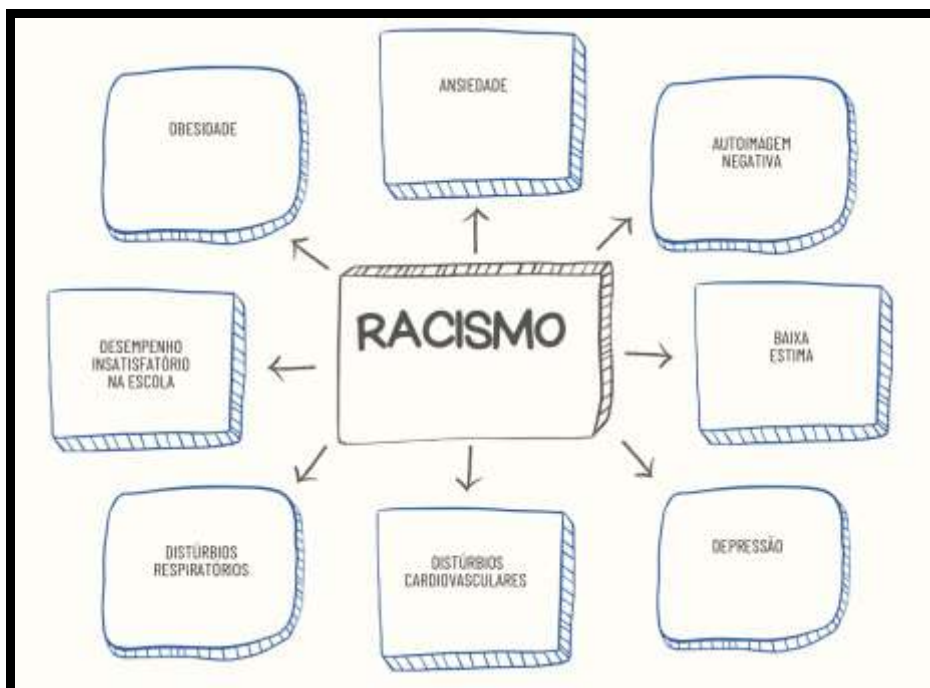 ANSIEDADE
OBESIDADE
AUTOIMAGEM
NEGATIVA
RACISMO
DESEMPENHO
INSATISFATÓRIO
NA ESCOLA
BAIXA
ESTIMA
DISTÚRBIOS
RESPIRATÓRIOS
DISTÚRBIOS
CARDIOVASCULARES
DEPRESSÃO